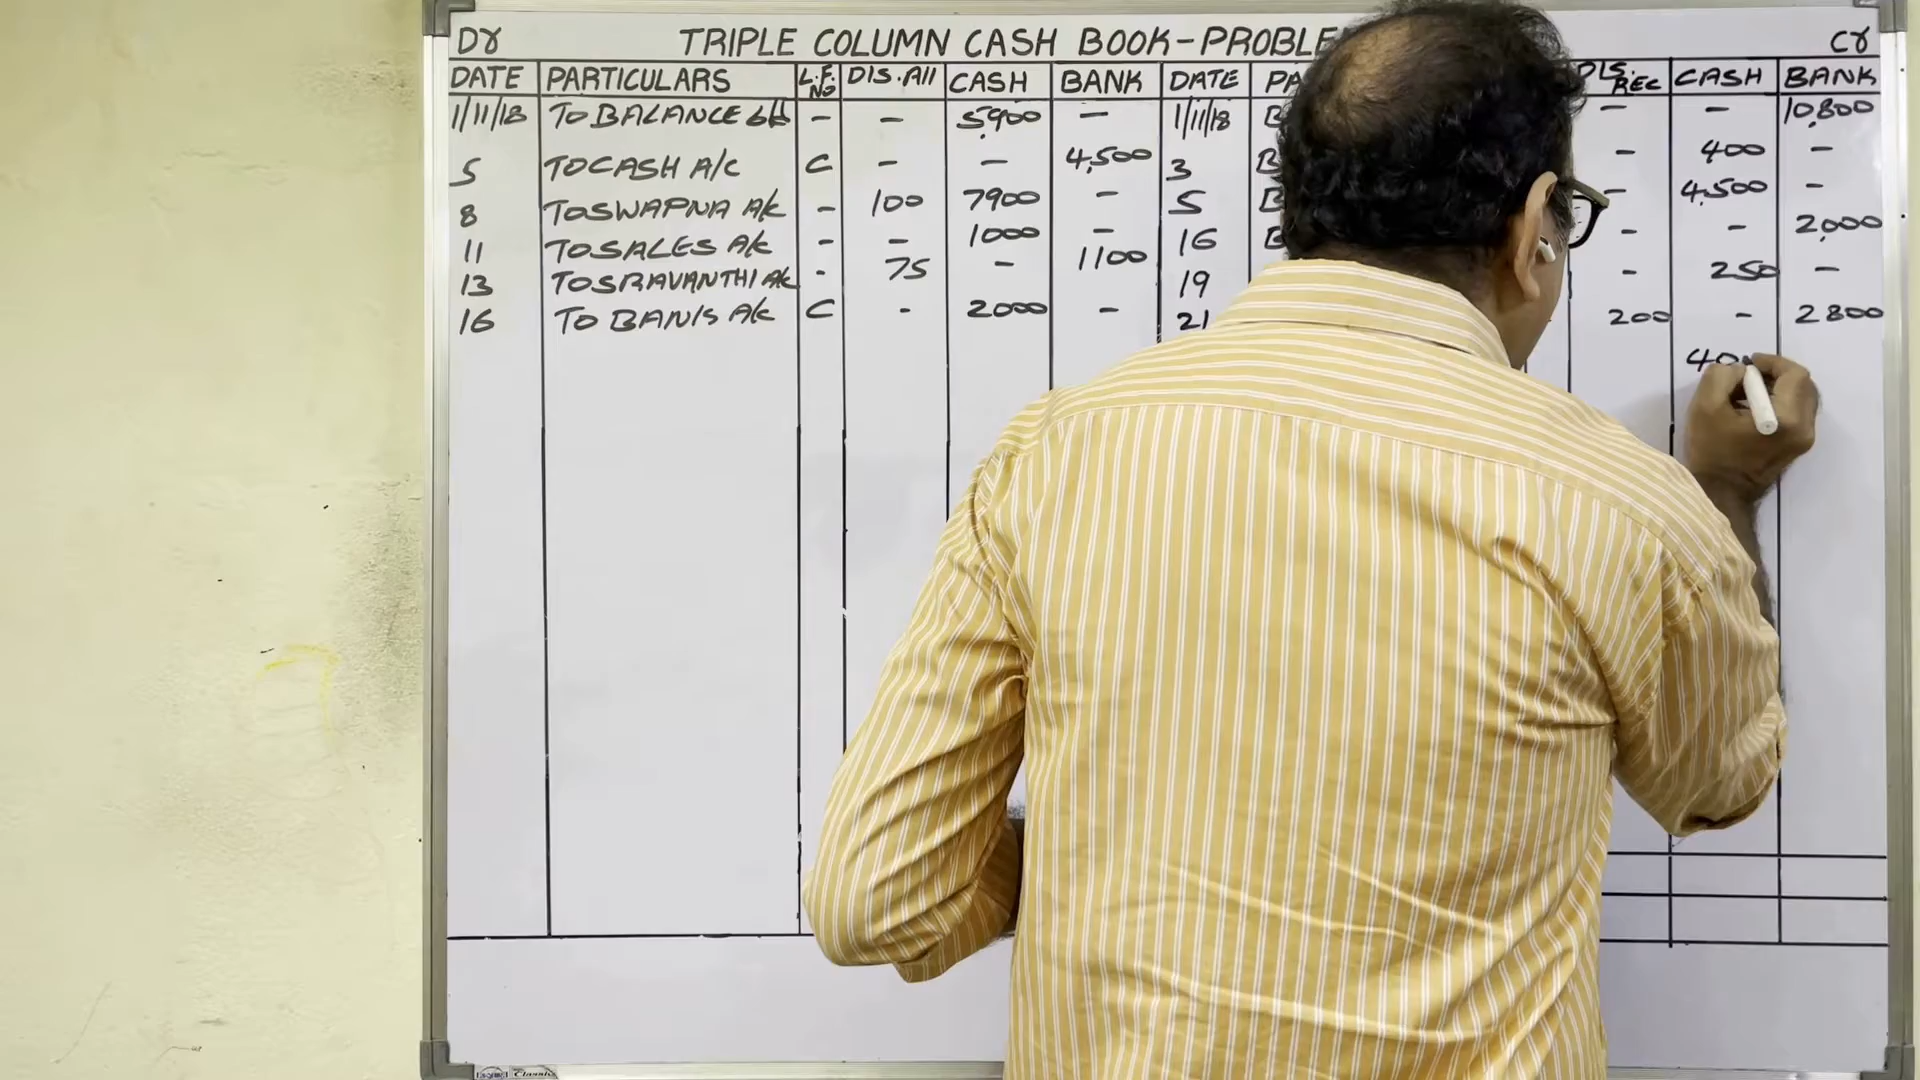 Dr TRIPLE COLUMN CASH BOOK-PROBLE Cr
DATE PARTICULARS L.F. NO DIS.All CASH BANK DATE PA DIS. REC CASH BANK
1/11/18 TO BALANCE b/d - - 5,900 - 1/11/18 B - - 10,800
5 TO CASH A/C C - - 4,500 3 B - 400 -
8 TO SWAPNA A/c - 100 7900 - 5 B - 4,500 -
11 TO SALES A/c - - 1000 - 16 B - - 2,000
13 TO SRAVANTHI A/c - 75 - 1100 19 - 250 -
16 TO BANK A/c C - 2000 - 21 200 - 2800
Classic